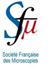 Sfµ
Société Française
des Microscopies